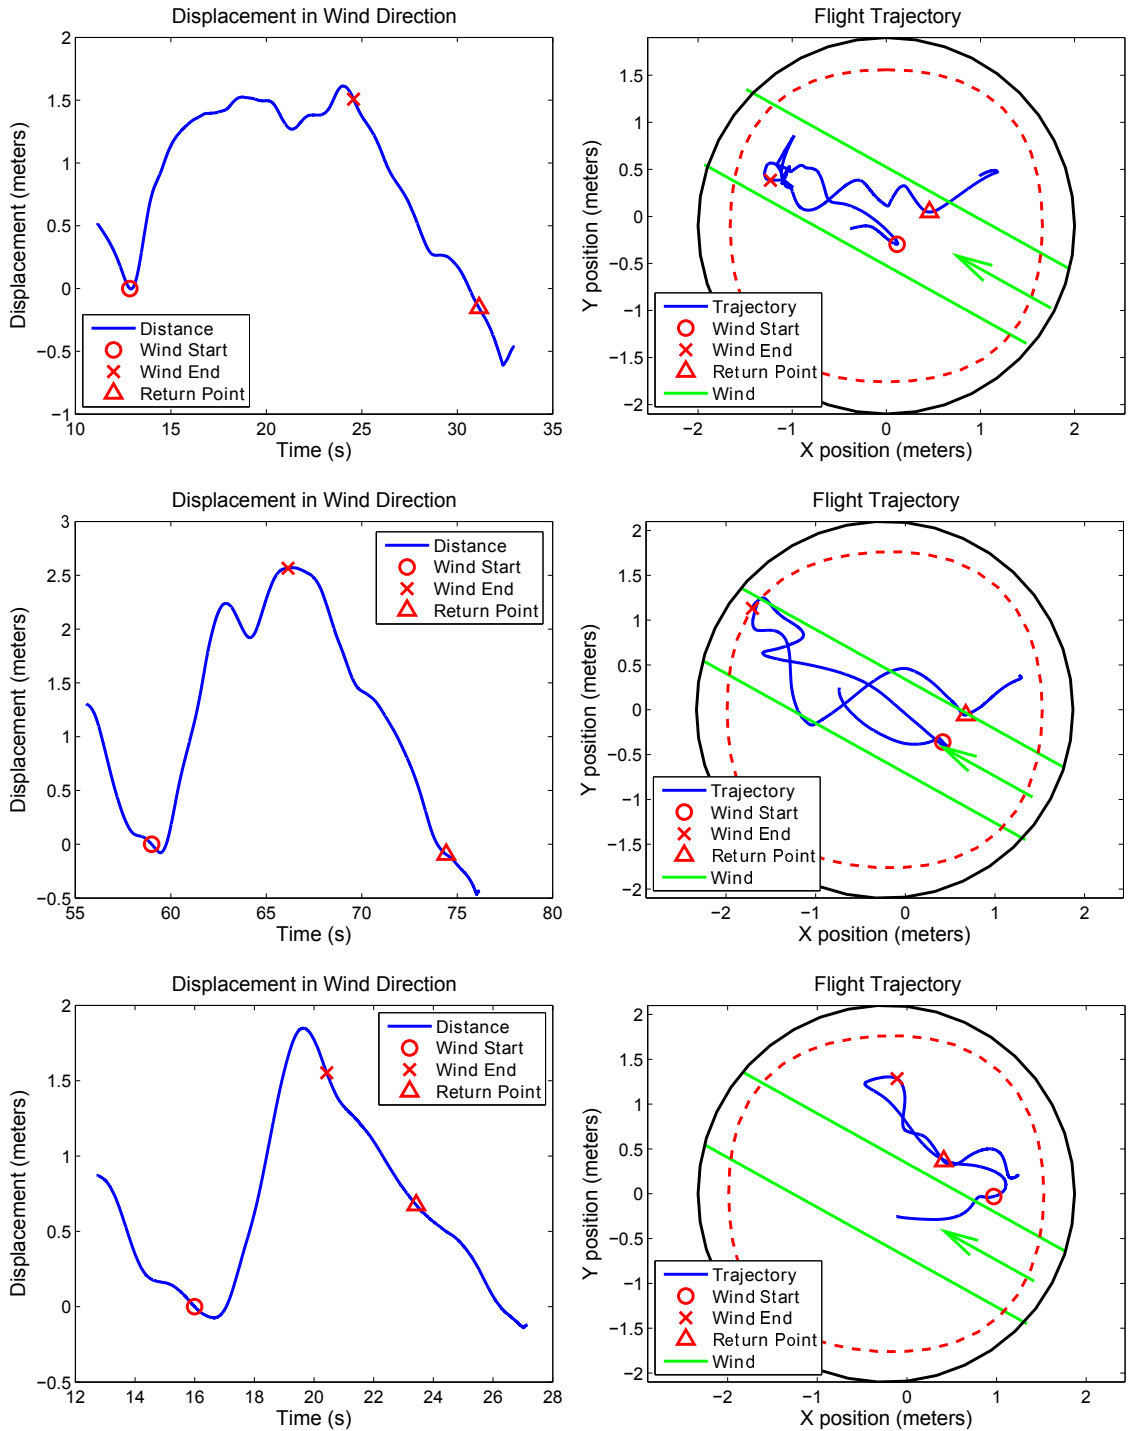 Displacement in Wind Direction
Displacement (meters)
2
1.5
1
0.5
0
−0.5
−1
Distance
Wind Start
Wind End
Return Point
10 15 20 25 30 35
Time (s)
Flight Trajectory
Y position (meters)
1.5
1
0.5
0
−0.5
−1
−1.5
−2
Trajectory
Wind Start
Wind End
Return Point
Wind
−2 −1 0 1 2
X position (meters)
Displacement in Wind Direction
Displacement (meters)
3
2.5
2
1.5
1
0.5
0
−0.5
Distance
Wind Start
Wind End
Return Point
55 60 65 70 75 80
Time (s)
Flight Trajectory
Y position (meters)
2
1.5
1
0.5
0
−0.5
−1
−1.5
−2
Trajectory
Wind Start
Wind End
Return Point
Wind
−2 −1 0 1 2
X position (meters)
Displacement in Wind Direction
Displacement (meters)
2
1.5
1
0.5
0
−0.5
Distance
Wind Start
Wind End
Return Point
12 14 16 18 20 22 24 26 28
Time (s)
Flight Trajectory
Y position (meters)
2
1.5
1
0.5
0
−0.5
−1
−1.5
−2
Trajectory
Wind Start
Wind End
Return Point
Wind
−2 −1 0 1 2
X position (meters)